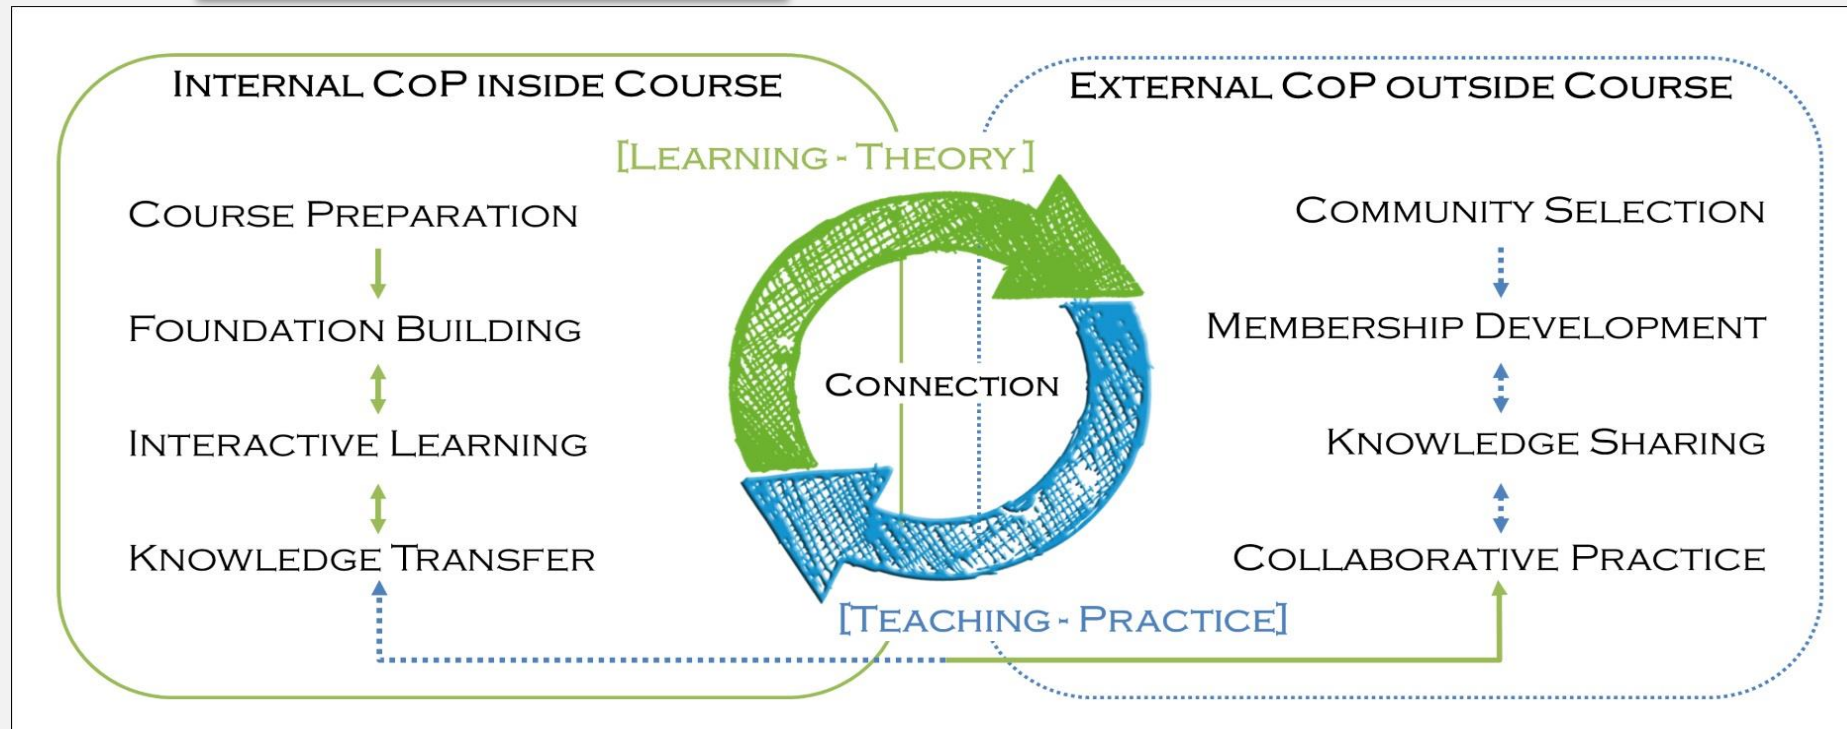 INTERNAL COP INSIDE COURSE
EXTERNAL COP OUTSIDE COURSE
[LEARNING - THEORY ]
COURSE PREPARATION
FOUNDATION BUILDING
INTERACTIVE LEARNING
KNOWLEDGE TRANSFER
CONNECTION
COMMUNITY SELECTION
MEMBERSHIP DEVELOPMENT
KNOWLEDGE SHARING
COLLABORATIVE PRACTICE
[TEACHING - PRACTICE]